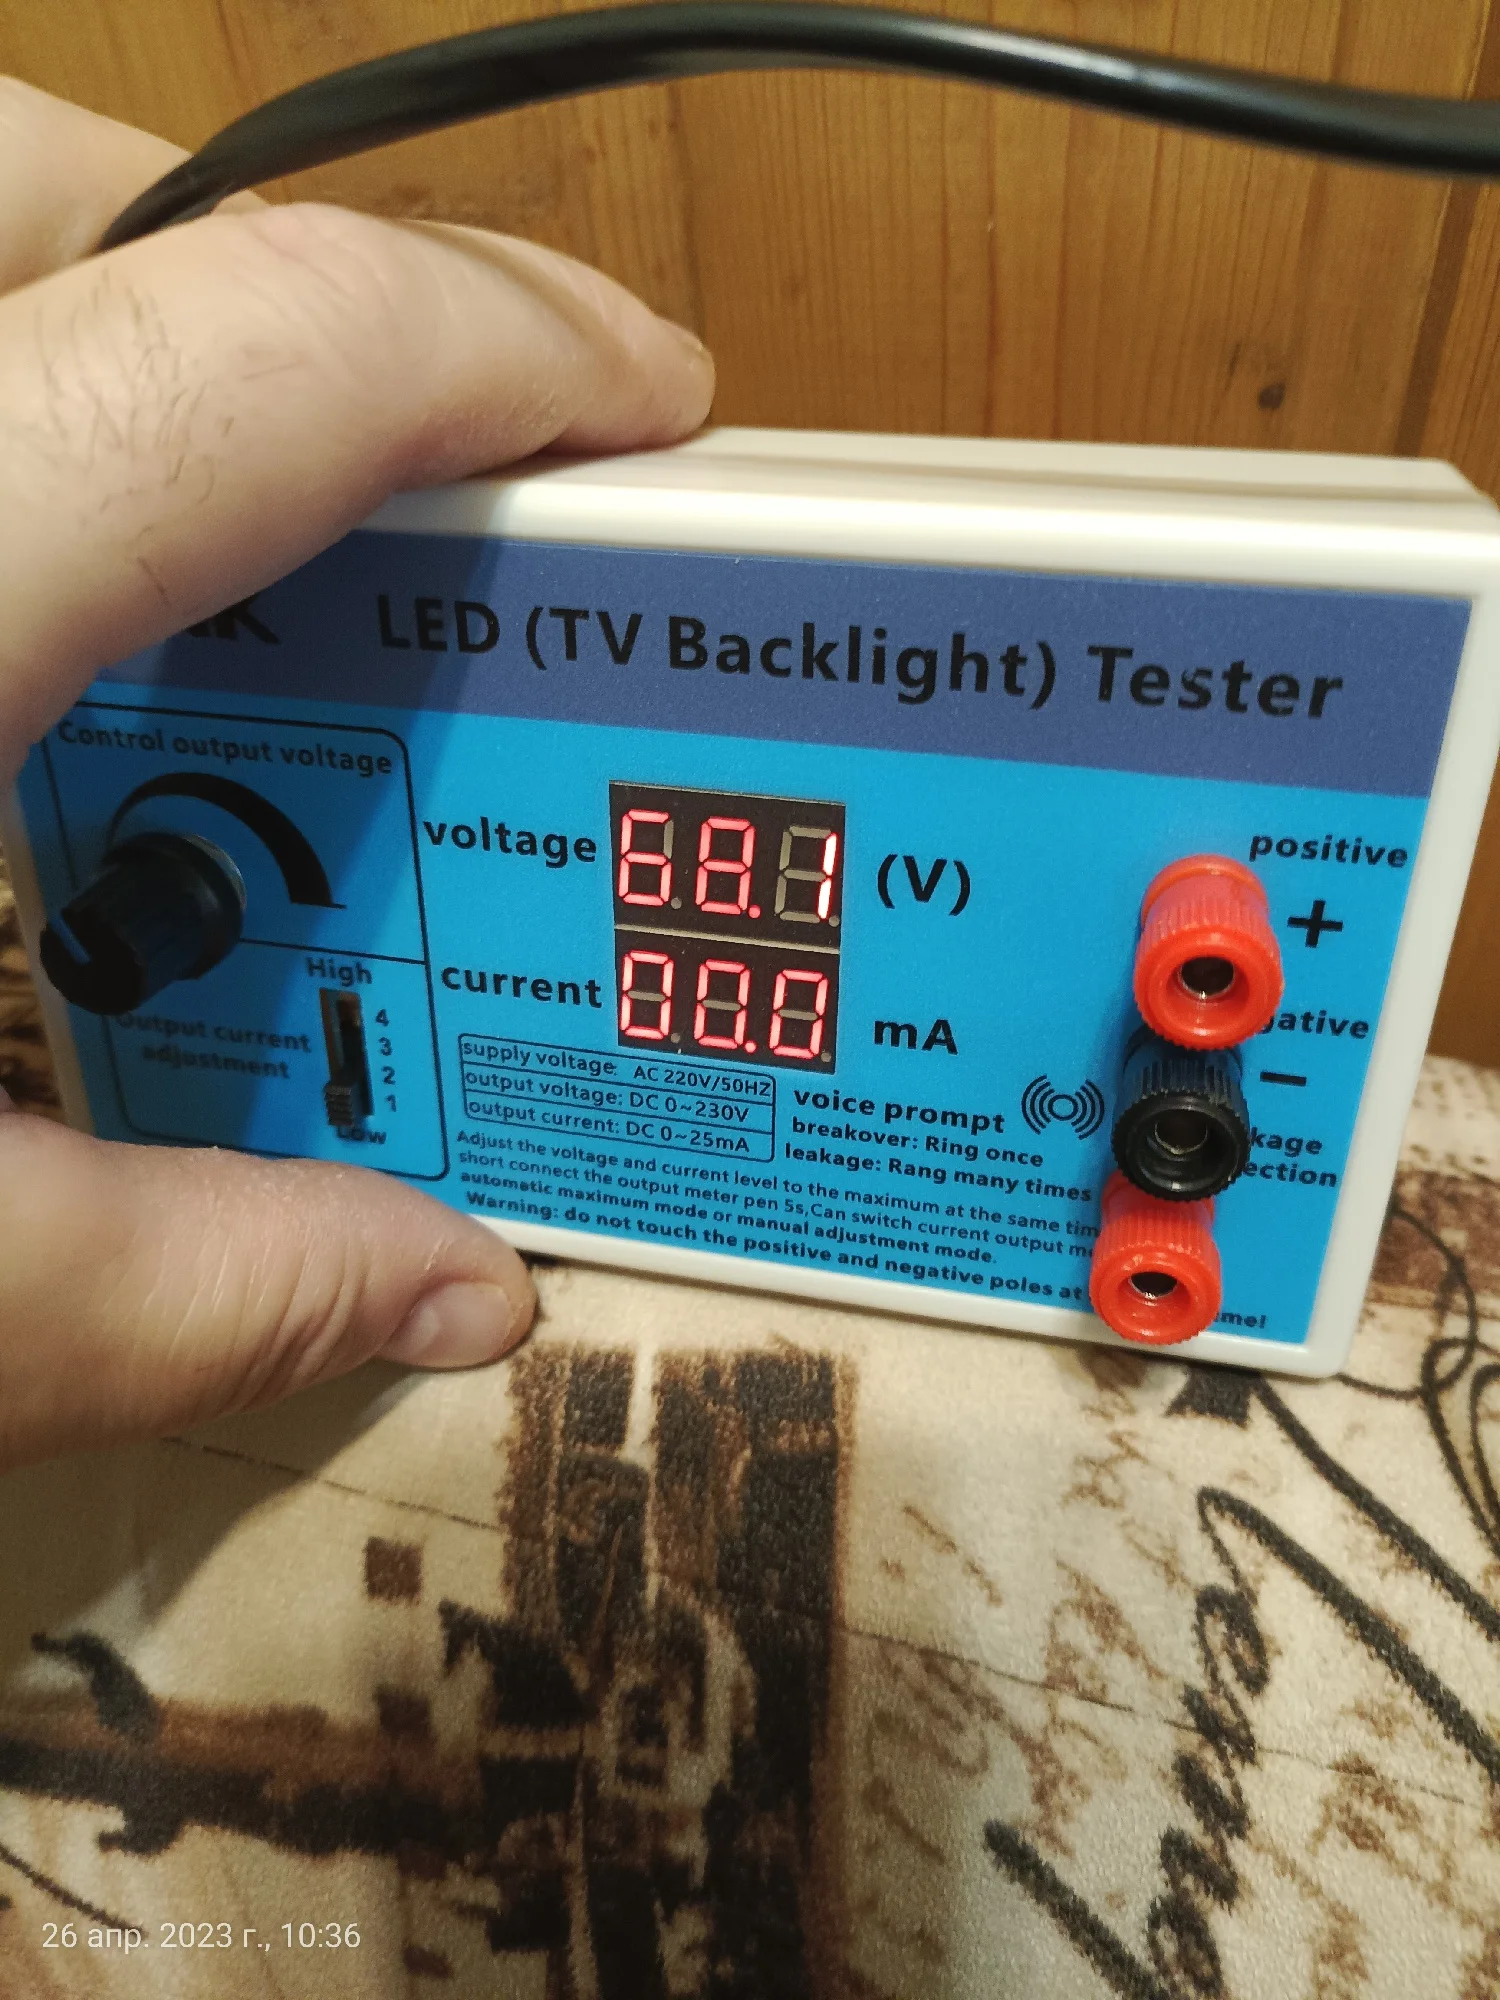 LED (TV Backlight) Tester
Control output voltage
voltage 68.1 (V)
current 00.0 mA
High
4
3
2
1
Low
Output current
adjustment
supply voltage: AC 220V/50HZ
output voltage: DC 0~230V
output current: DC 0~25mA
voice prompt
breakover: Ring once
leakage: Rang many times
Adjust the voltage and current level to the maximum at the same
short connect the output meter pen 5s,Can switch current output
automatic maximum mode or manual adjustment mode.
Warning: do not touch the positive and negative poles at
positive
+
−
26 апр. 2023 г., 10:36